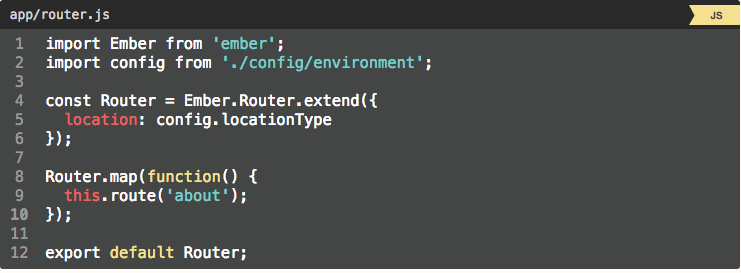 app/router.js JS
1 import Ember from 'ember';
2 import config from './config/environment';
3
4 const Router = Ember.Router.extend({
5   location: config.locationType
6 });
7
8 Router.map(function() {
9   this.route('about');
10 });
11
12 export default Router;